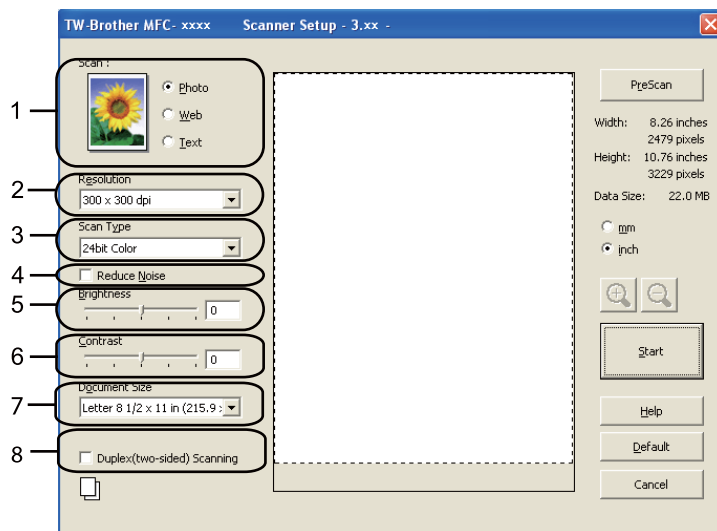 TW-Brother MFC- xxxx Scanner Setup - 3.xx -
1
Scan :
Photo
Web
Text
2
Resolution
300 x 300 dpi
3
Scan Type
24bit Color
4
Reduce Noise
5
Brightness
0
6
Contrast
0
7
Document Size
Letter 8 1/2 x 11 in (215.9 :
8
Duplex(two-sided) Scanning
PreScan
Width: 8.26 inches
2479 pixels
Height: 10.76 inches
3229 pixels
Data Size: 22.0 MB
mm
inch
Start
Help
Default
Cancel